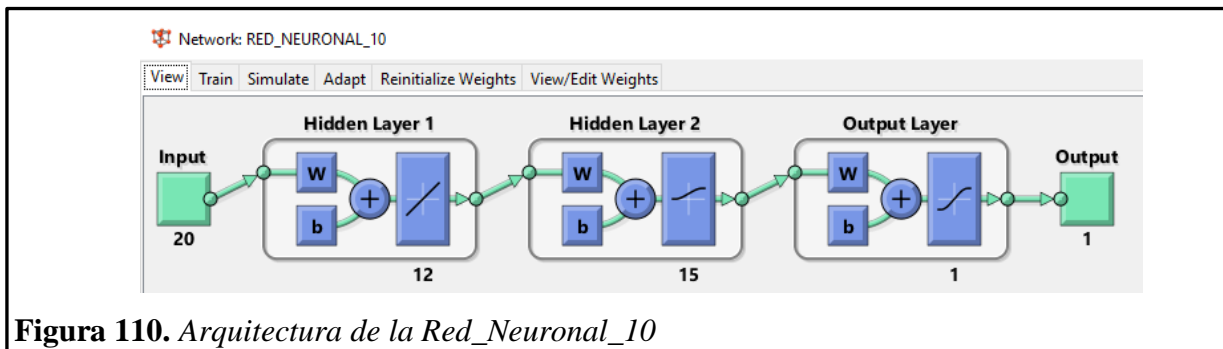 Network: RED_NEURONAL_10
View Train Simulate Adapt Reinitialize Weights View/Edit Weights
Hidden Layer 1 Hidden Layer 2 Output Layer
Input Output
W W W
+ + +
b b b
20 12 15 1 1
Figura 110. Arquitectura de la Red_Neuronal_10